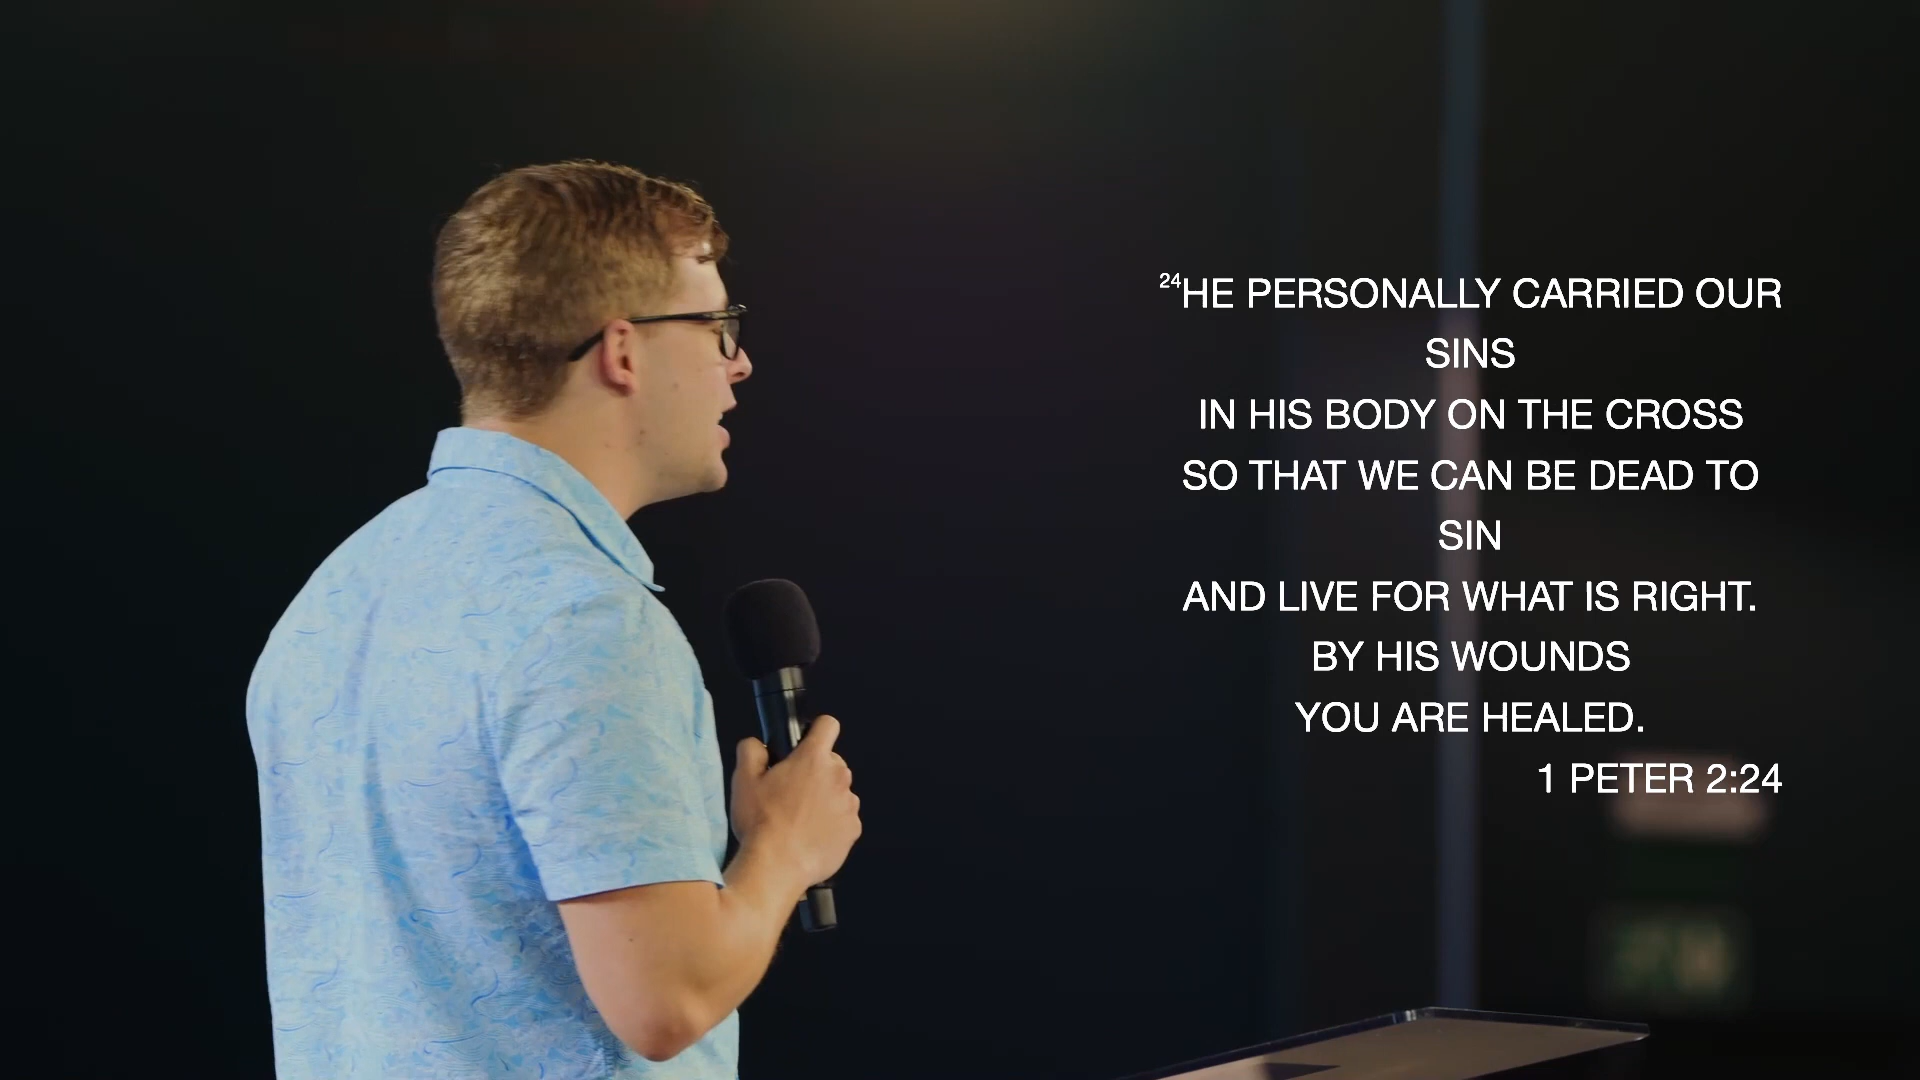 24HE PERSONALLY CARRIED OUR
SINS
IN HIS BODY ON THE CROSS
SO THAT WE CAN BE DEAD TO
SIN
AND LIVE FOR WHAT IS RIGHT.
BY HIS WOUNDS
YOU ARE HEALED.
1 PETER 2:24